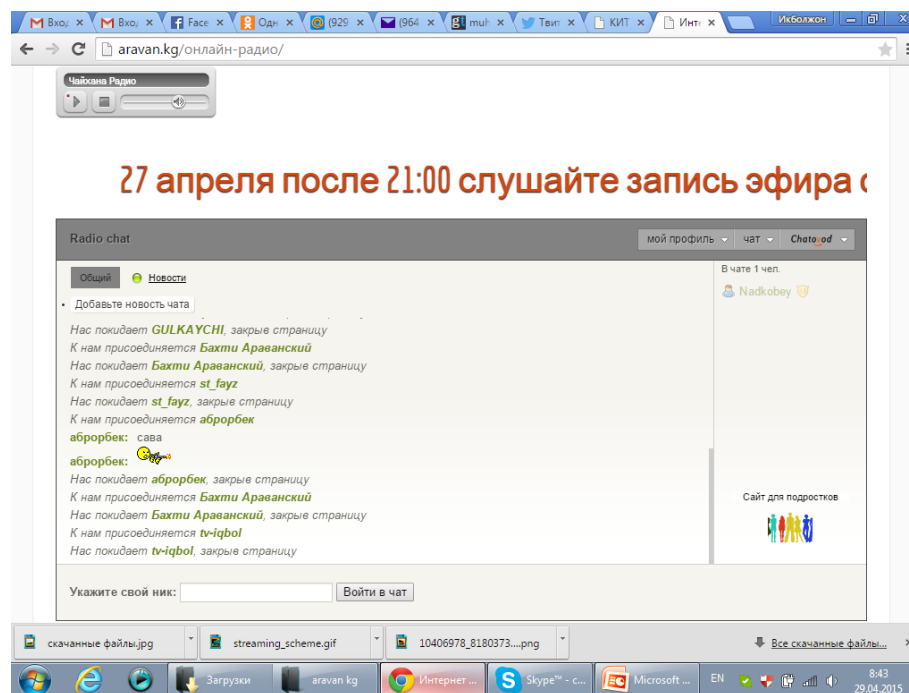 Вхо
Вхо
Face
Одн
(929
(964
muh
Твит
КИТ
Инте
Икболжон
aravan.kg/онлайн-радио/
Чайхана Радио
27 апреля после 21:00 слушайте запись эфира
Radio chat
мой профиль
чат
Chatovod
Общий
Новости
В чате 1 чел.
Nadkobey
Добавьте новость чата
Нас покидает GULKAYCHI, закрыв страницу
К нам присоединяется Бахти Араванский
Нас покидает Бахти Араванский, закрыв страницу
К нам присоединяется st_fayz
Нас покидает st_fayz, закрыв страницу
К нам присоединяется аброрбек
аброрбек: сава
аброрбек:
Нас покидает аброрбек, закрыв страницу
К нам присоединяется Бахти Араванский
Нас покидает Бахти Араванский, закрыв страницу
К нам присоединяется tv-iqbol
Нас покидает tv-iqbol, закрыв страницу
Сайт для подростков
Укажите свой ник:
Войти в чат
скачанные файлы.jpg
streaming_scheme.gif
10406978_8180373....png
Все скачанные файлы...
Загрузки
aravan kg
Интернет ...
Skype™ - с...
Microsoft ...
EN
8:43
29.04.2015